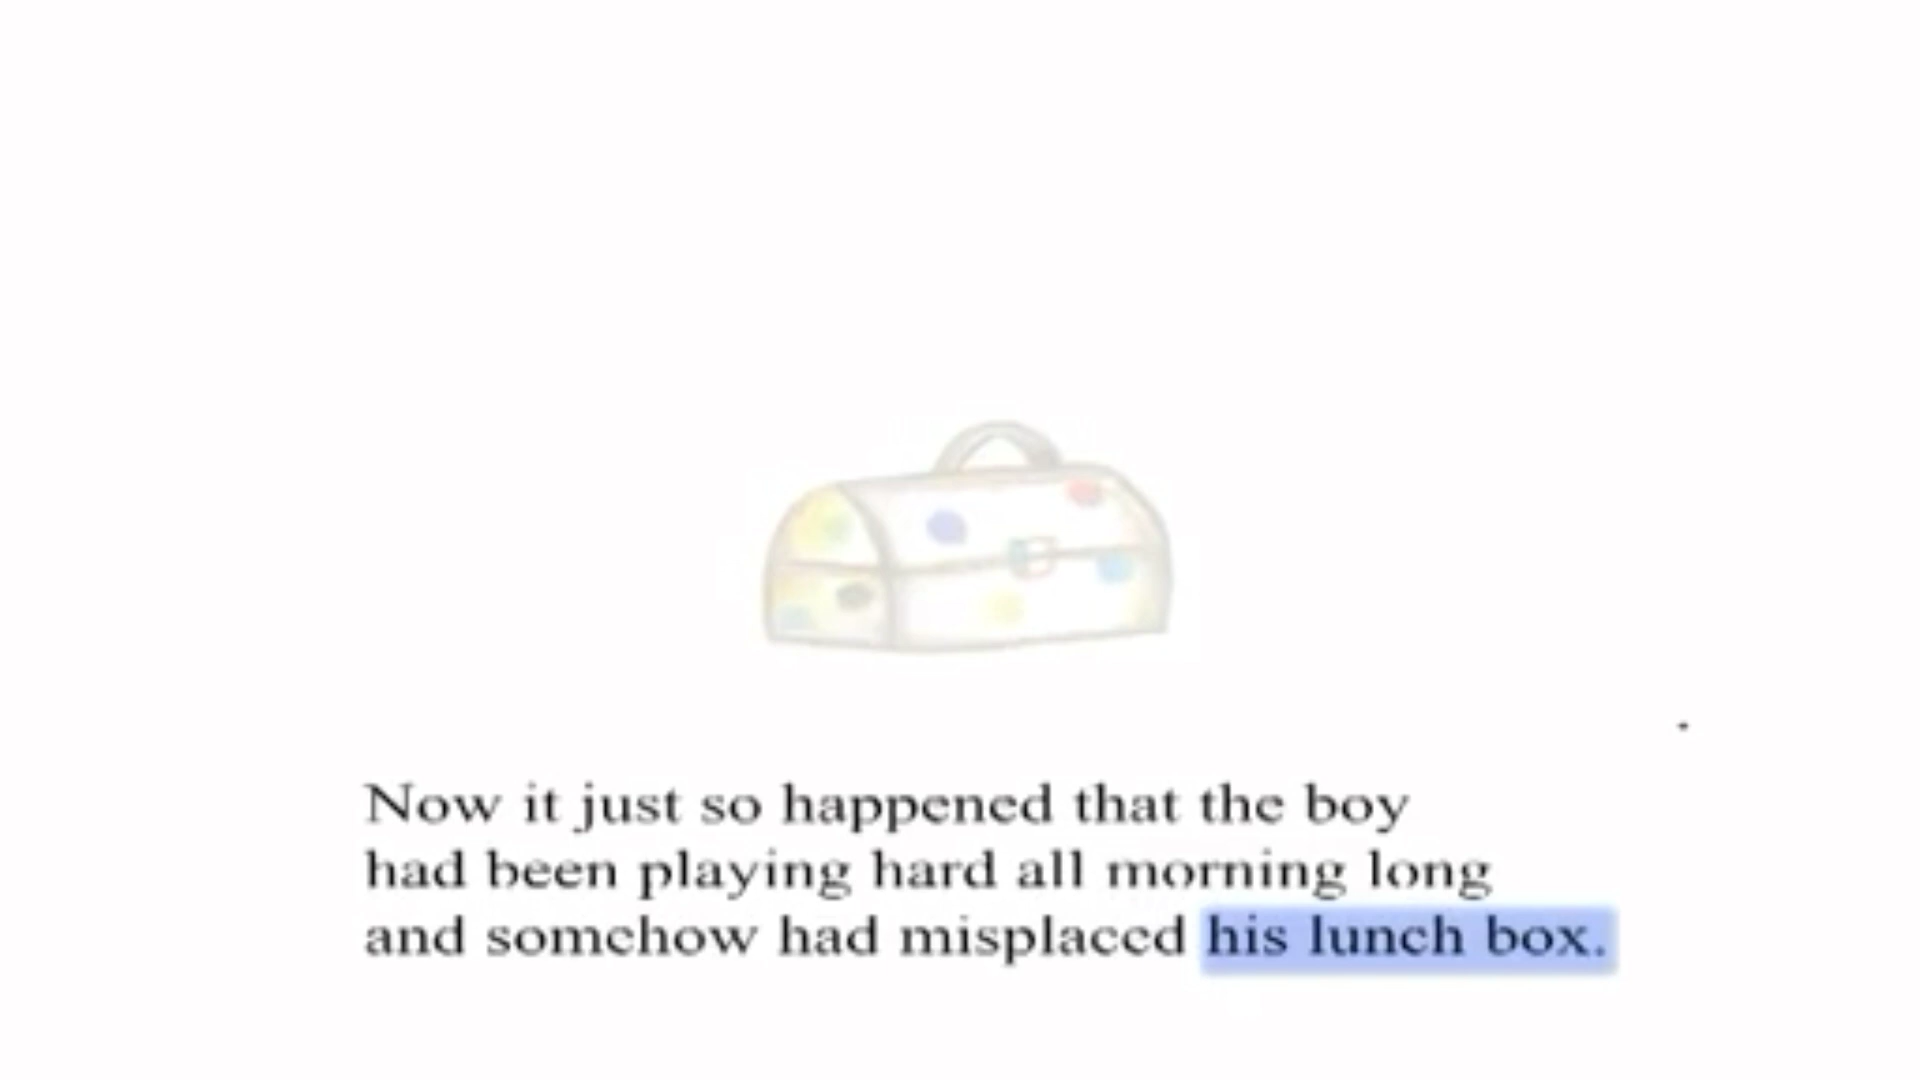 Now it just so happened that the boy
had been playing hard all morning long
and somehow had misplaced his lunch box.